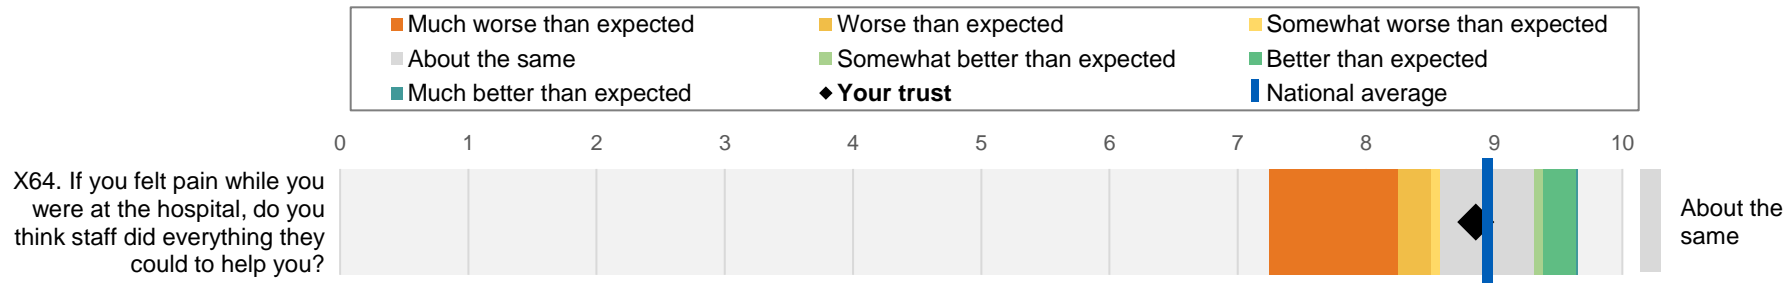 Much worse than expected
Worse than expected
Somewhat worse than expected
About the same
Somewhat better than expected
Better than expected
Much better than expected
Your trust
National average
0 1 2 3 4 5 6 7 8 9 10
X64. If you felt pain while you
were at the hospital, do you
think staff did everything they
could to help you?
About the
same